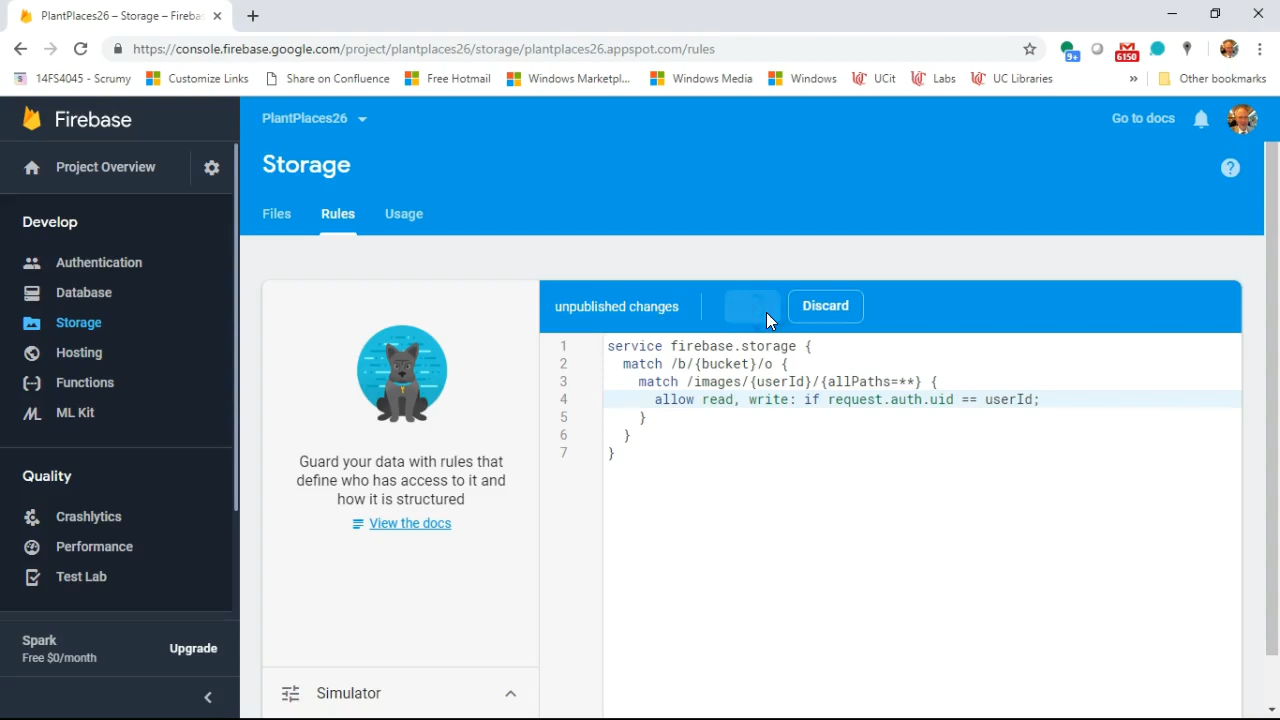 PlantPlaces26 – Storage – Fireba
https://console.firebase.google.com/project/plantplaces26/storage/plantplaces26.appspot.com/rules
9+
6150
14FS4045 - Scrumy
Customize Links
Share on Confluence
Free Hotmail
Windows Marketpl...
Windows Media
Windows
UCit
Labs
UC Libraries
»
Other bookmarks
Firebase
PlantPlaces26
Go to docs
Project Overview
Storage
?
Files
Rules
Usage
Develop
Authentication
Database
Storage
Hosting
Functions
ML Kit
Quality
Crashlytics
Performance
Test Lab
Spark
Free $0/month
Upgrade
Guard your data with rules that
define who has access to it and
how it is structured
View the docs
Simulator
unpublished changes
Discard
1 service firebase.storage {
2 match /b/{bucket}/o {
3 match /images/{userId}/{allPaths=**} {
4 allow read, write: if request.auth.uid == userId;
5 }
6 }
7 }